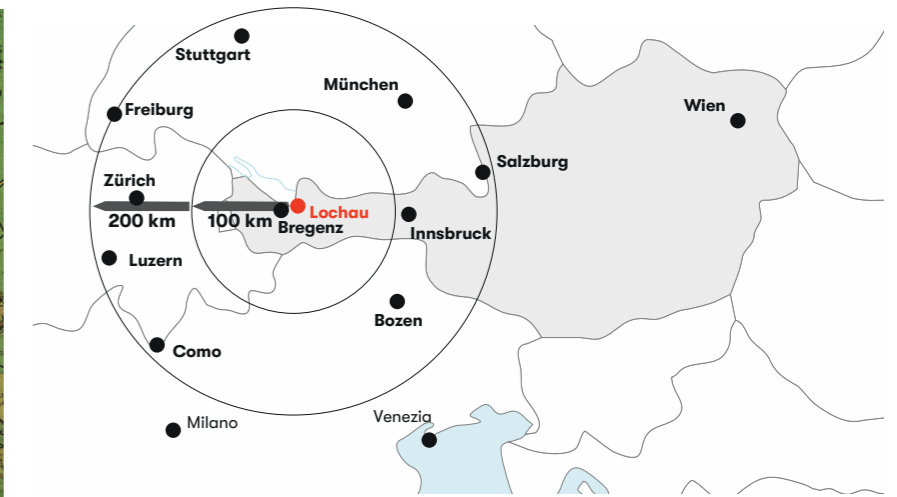 Stuttgart
München
Freiburg
Wien
Salzburg
Zürich
200 km
100 km
Lochau
Bregenz
Innsbruck
Luzern
Bozen
Como
Milano
Venezia